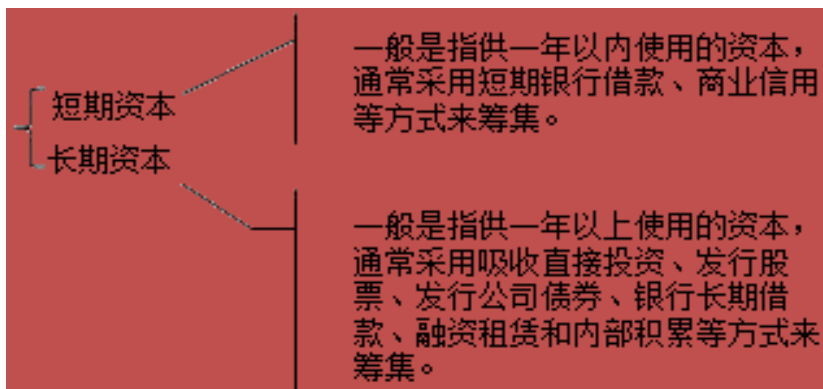 短期资本
一般是指供一年以内使用的资本，
通常采用短期银行借款、商业信用
等方式来筹集。
长期资本
一般是指供一年以上使用的资本，
通常采用吸收直接投资、发行股
票、发行公司债券、银行长期借
款、融资租赁和内部积累等方式来
筹集。